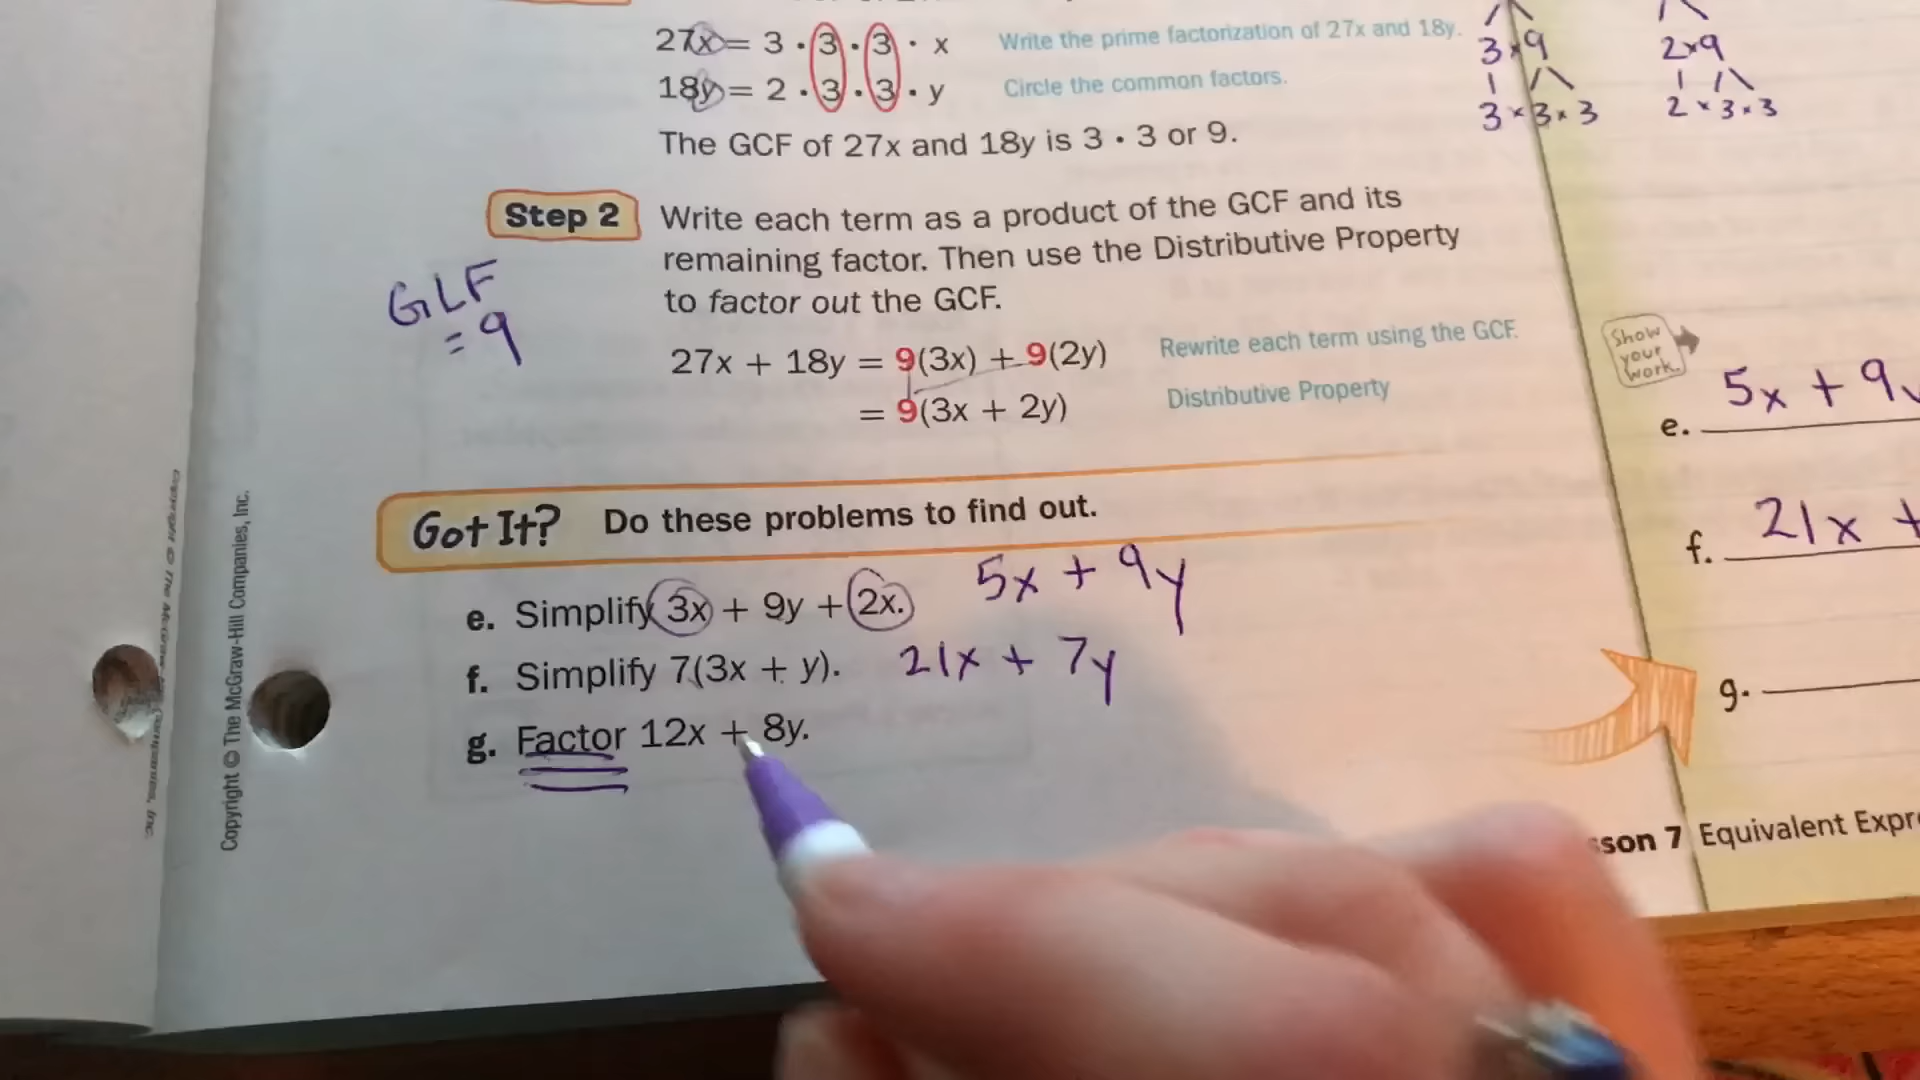 27x = 3 · 3 · 3 · x
Write the prime factorization of 27x and 18y.
18y = 2 · 3 · 3 · y
Circle the common factors.
The GCF of 27x and 18y is 3 · 3 or 9.
3 × 9
3 × 3 × 3
2 × 9
2 × 3 × 3
Step 2
Write each term as a product of the GCF and its
remaining factor. Then use the Distributive Property
to factor out the GCF.
GLF
= 9
27x + 18y = 9(3x) + 9(2y)
Rewrite each term using the GCF.
= 9(3x + 2y)
Distributive Property
Show
your
work.
e. 5x + 9y
f. 21x +
g.
Got It? Do these problems to find out.
e. Simplify 3x + 9y + 2x.
5x + 9y
f. Simplify 7(3x + y).
21x + 7y
g. Factor 12x + 8y.
Copyright © The McGraw-Hill Companies, Inc.
sson 7 Equivalent Expr